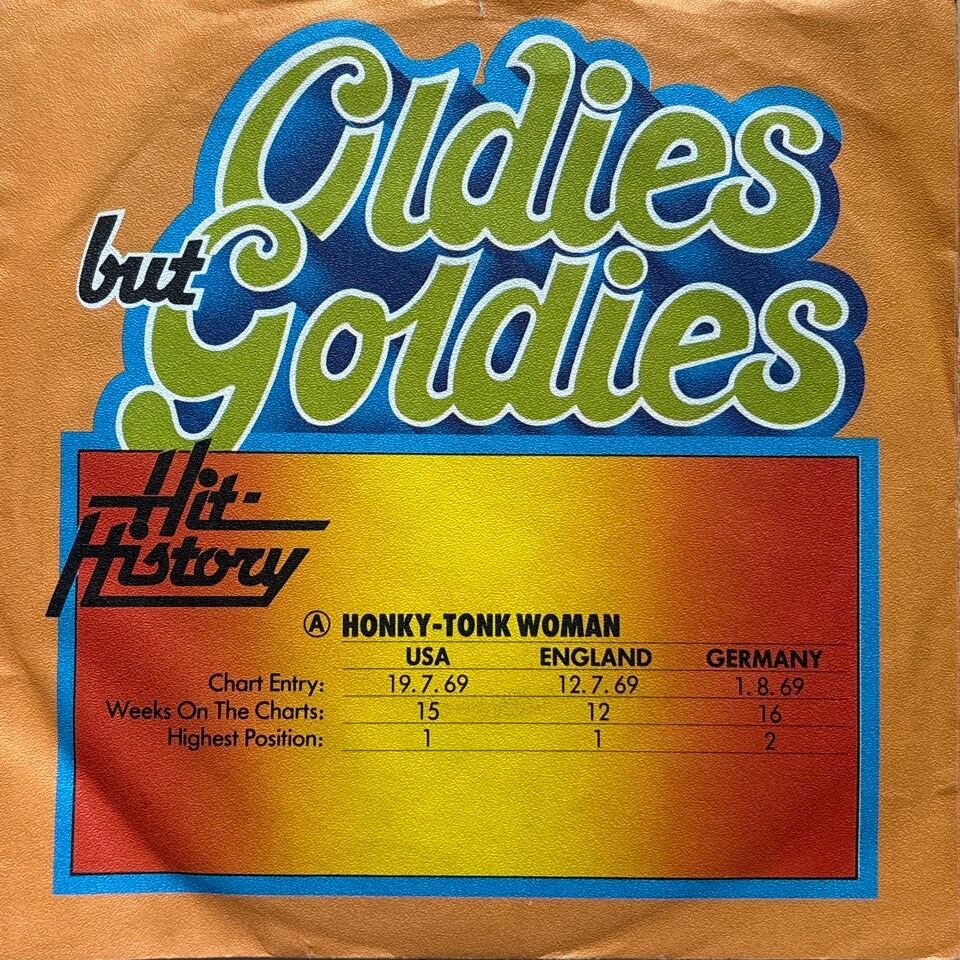 Oldies
but
Goldies
Hit-
History
Ⓐ HONKY-TONK WOMAN
USA ENGLAND GERMANY
Chart Entry: 19.7.69 12.7.69 1.8.69
Weeks On The Charts: 15 12 16
Highest Position: 1 1 2